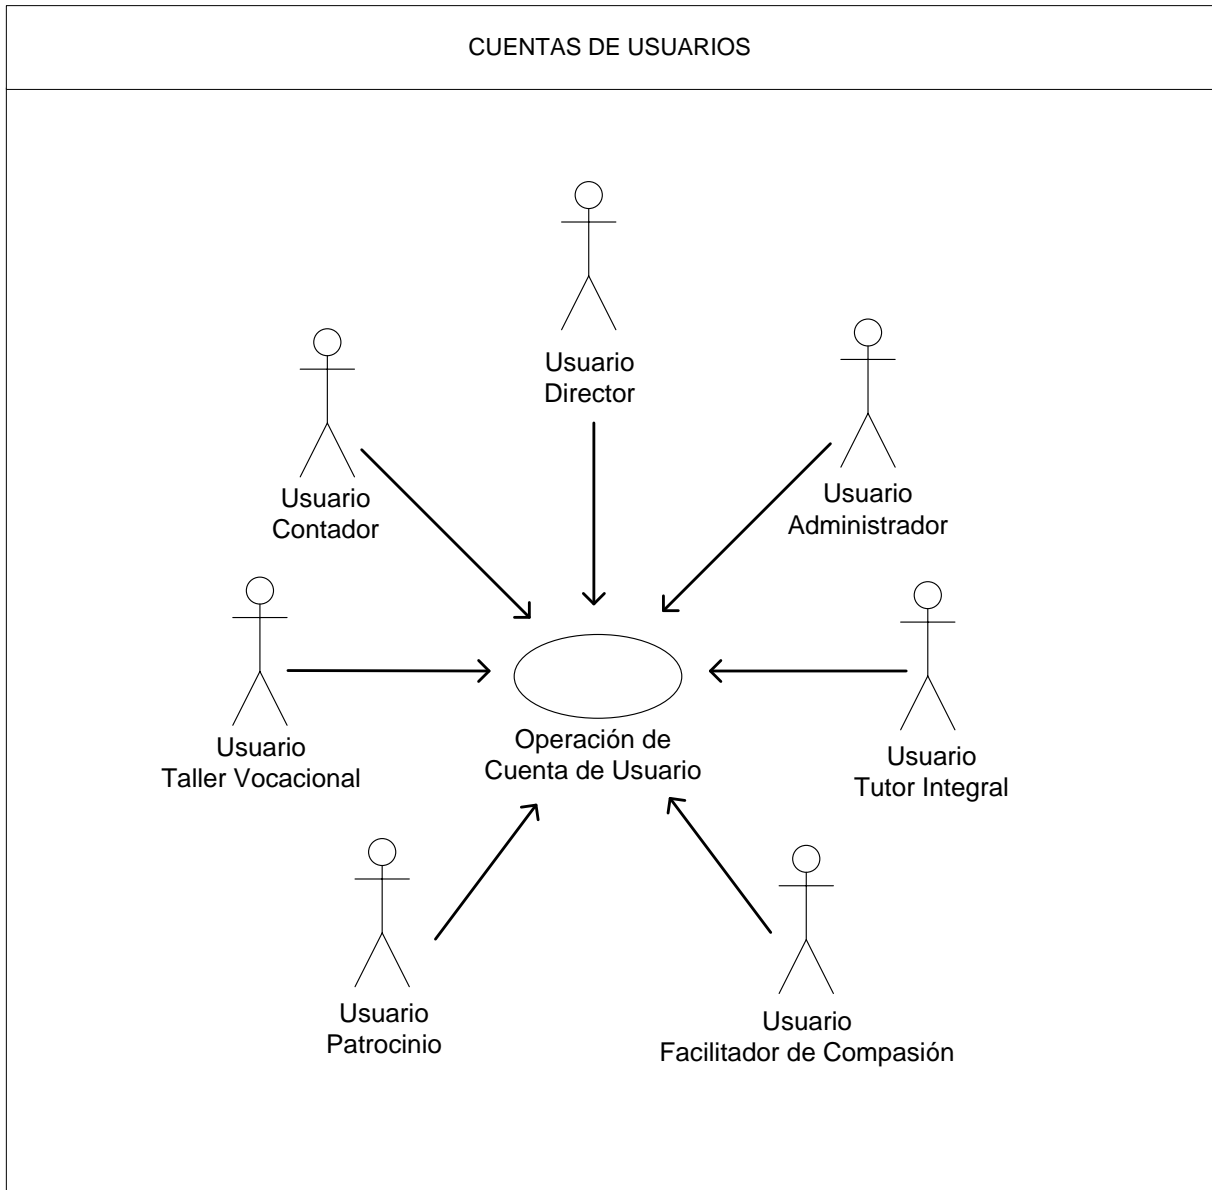 CUENTAS DE USUARIOS
Usuario
Director
Usuario
Contador
Usuario
Administrador
Usuario
Taller Vocacional
Operación de
Cuenta de Usuario
Usuario
Tutor Integral
Usuario
Patrocinio
Usuario
Facilitador de Compasión